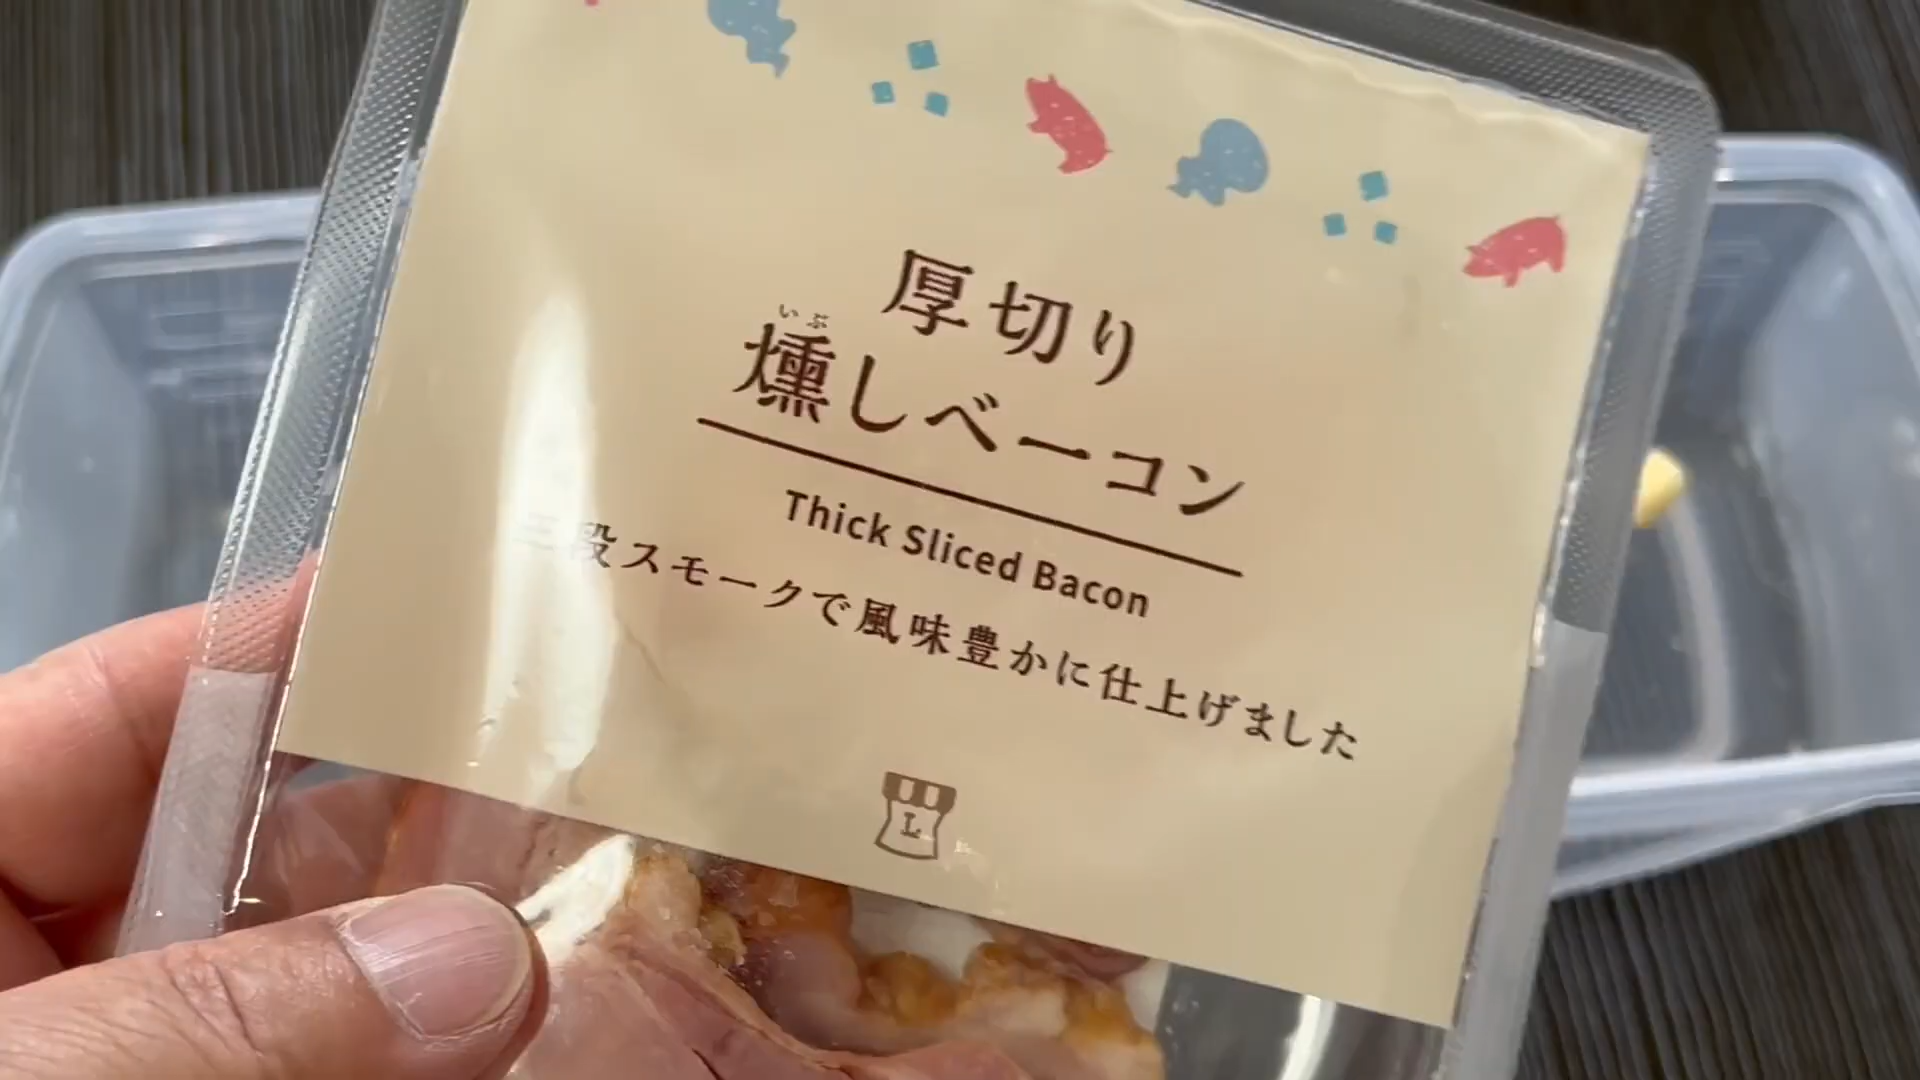 厚切り
いぶ
燻しベーコン
Thick Sliced Bacon
三段スモークで風味豊かに仕上げました
L